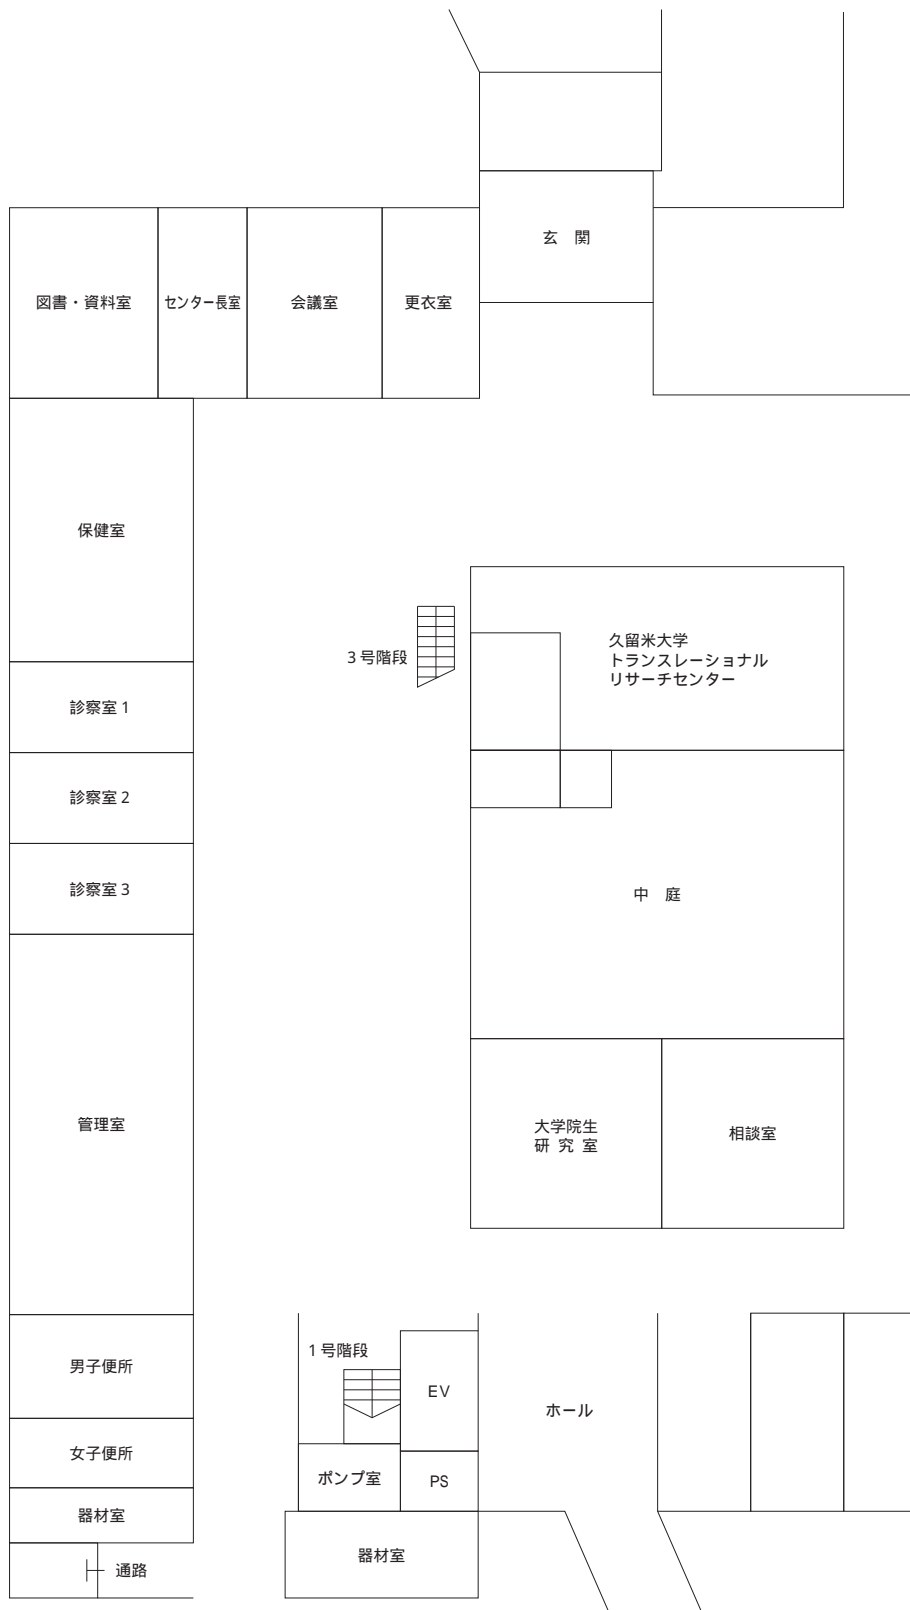 玄　関
図書・資料室
センター長室
会議室
更衣室
保健室
久留米大学
トランスレーショナル
リサーチセンター
3号階段
診察室1
診察室2
診察室3
中　庭
管理室
大学院生
研 究 室
相談室
1号階段
男子便所
EV
ホール
女子便所
ポンプ室
PS
器材室
器材室
通路